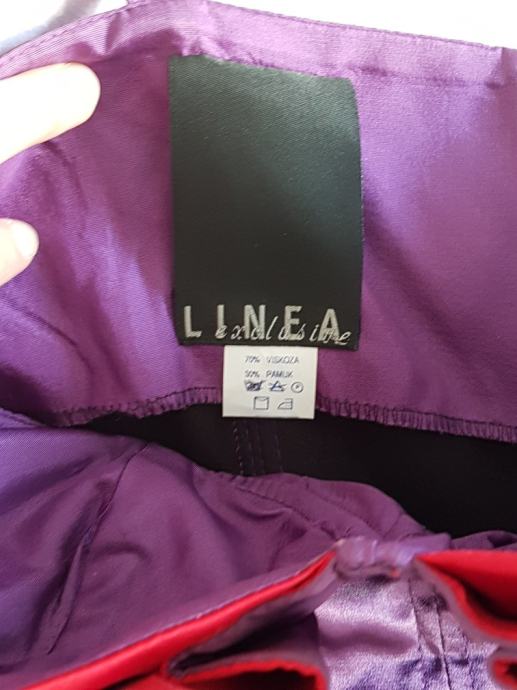 LINEA
exclusive
70% VISKOZA
30% PAMUK